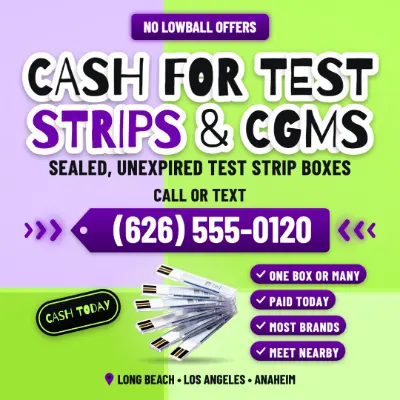 NO LOWBALL OFFERS
CASH FOR TEST
STRIPS & CGMS
SEALED, UNEXPIRED TEST STRIP BOXES
CALL OR TEXT
(626) 555-0120
CASH TODAY
ONE BOX OR MANY
PAID TODAY
MOST BRANDS
MEET NEARBY
LONG BEACH • LOS ANGELES • ANAHEIM